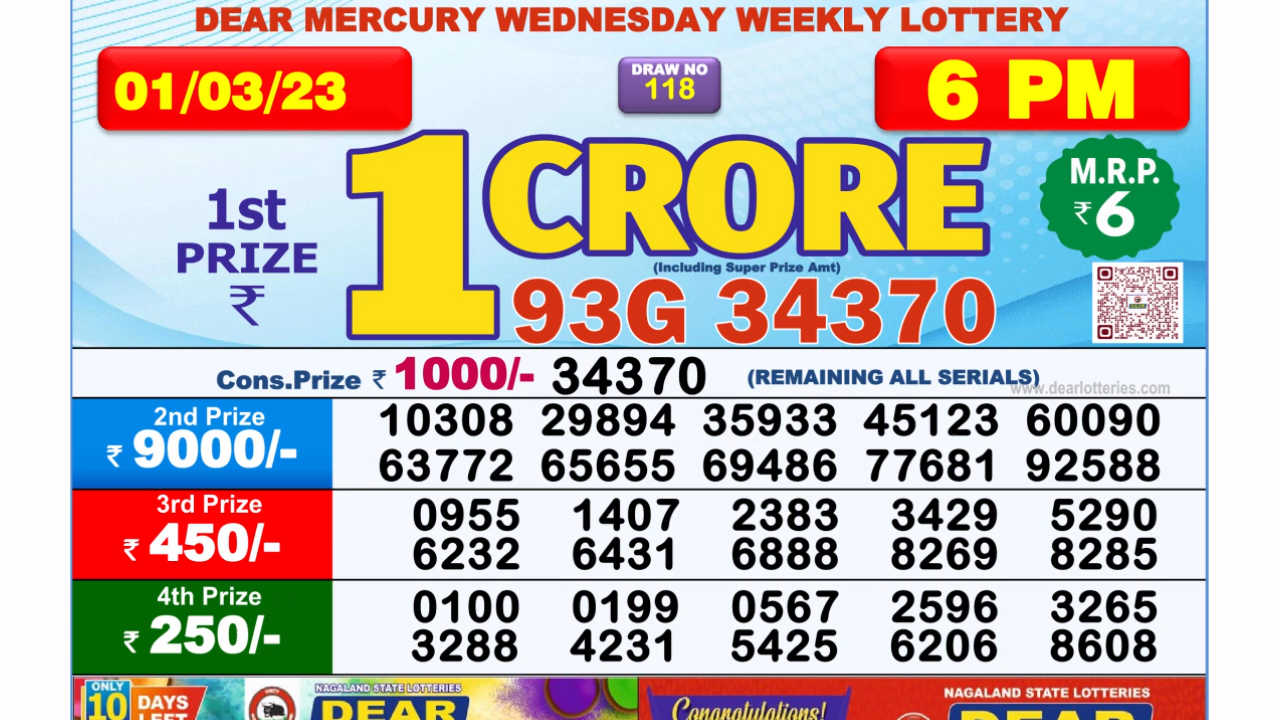 DEAR MERCURY WEDNESDAY WEEKLY LOTTERY
01/03/23
DRAW NO
118
6 PM
1st
PRIZE
₹
1 CRORE
(Including Super Prize Amt)
93G 34370
M.R.P.
₹ 6
Cons.Prize ₹ 1000/- 34370 (REMAINING ALL SERIALS)
www.dearlotteries.com
2nd Prize
₹ 9000/-
10308 29894 35933 45123 60090
63772 65655 69486 77681 92588
3rd Prize
₹ 450/-
0955 1407 2383 3429 5290
6232 6431 6888 8269 8285
4th Prize
₹ 250/-
0100 0199 0567 2596 3265
3288 4231 5425 6206 8608
ONLY
10 DAYS
LEFT
NAGALAND STATE LOTTERIES
DEAR
Congratulations!
NAGALAND STATE LOTTERIES
DEAR